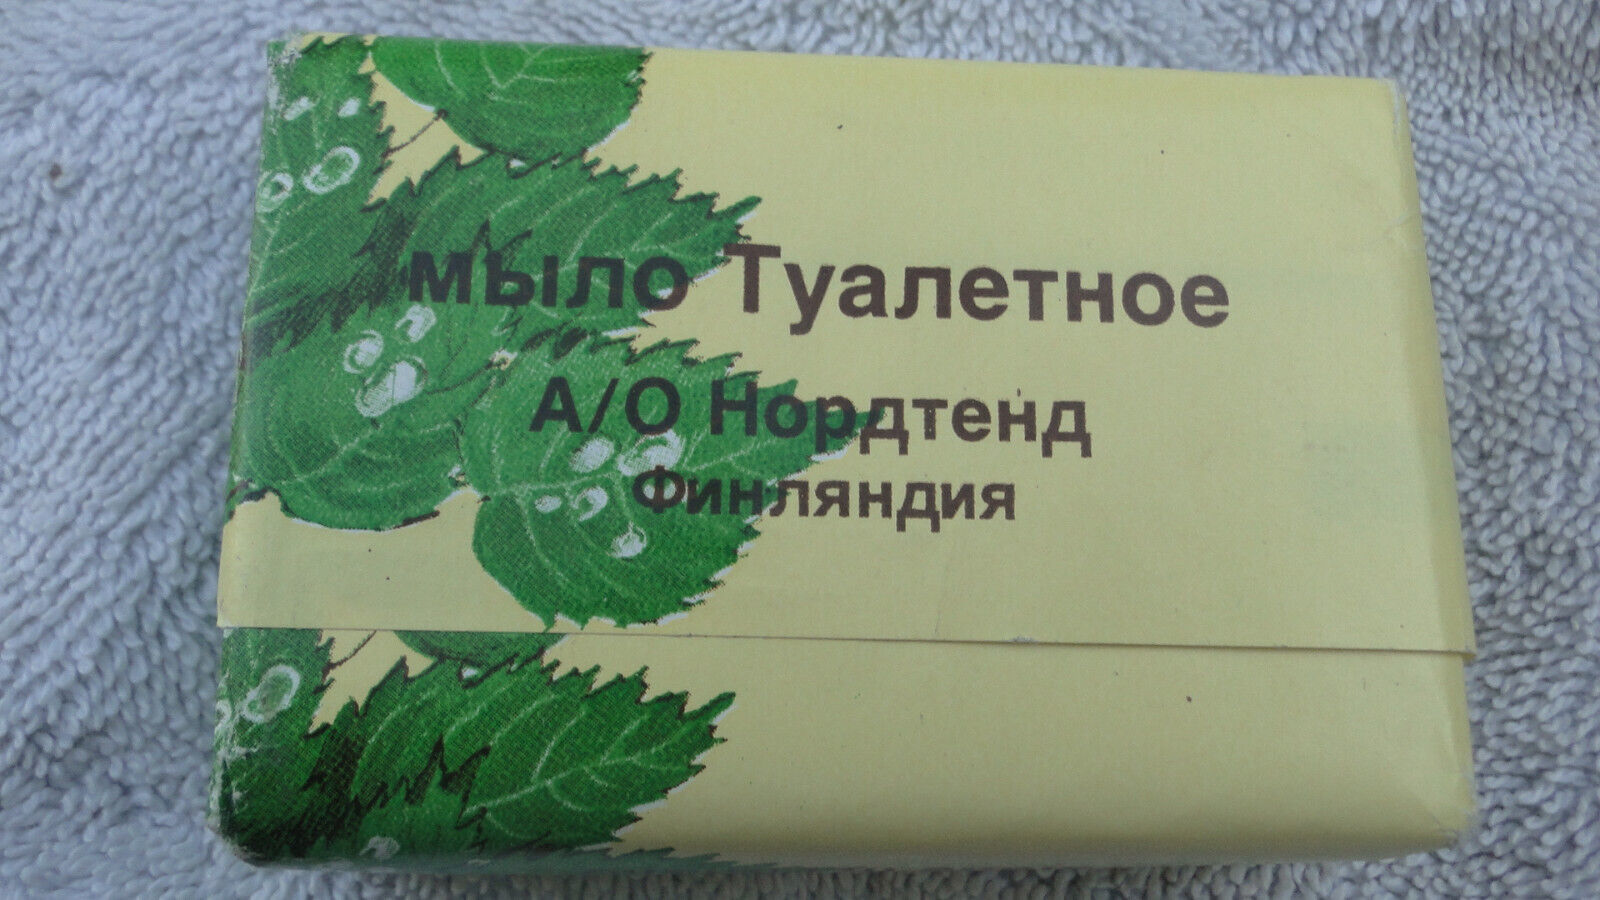 мыло Туалетное
А/О Нордтенд
Финляндия